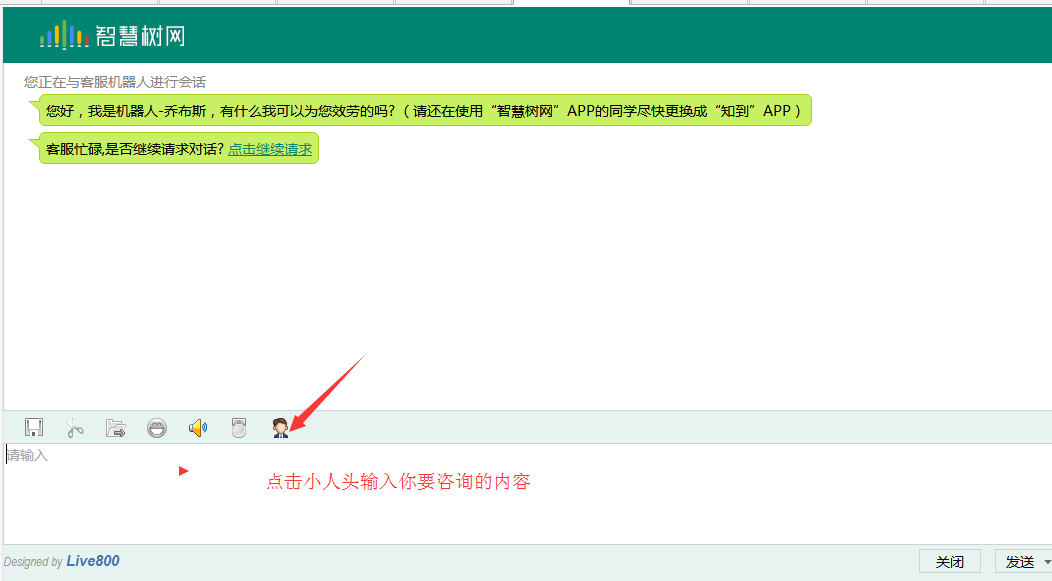 智慧树网
您正在与客服机器人进行会话
您好，我是机器人-乔布斯，有什么我可以为您效劳的吗？（请还在使用“智慧树网”APP的同学尽快更换成“知到”APP）
客服忙碌,是否继续请求对话? 点击继续请求
请输入
点击小人头输入你要咨询的内容
Designed by Live800
关闭 发送